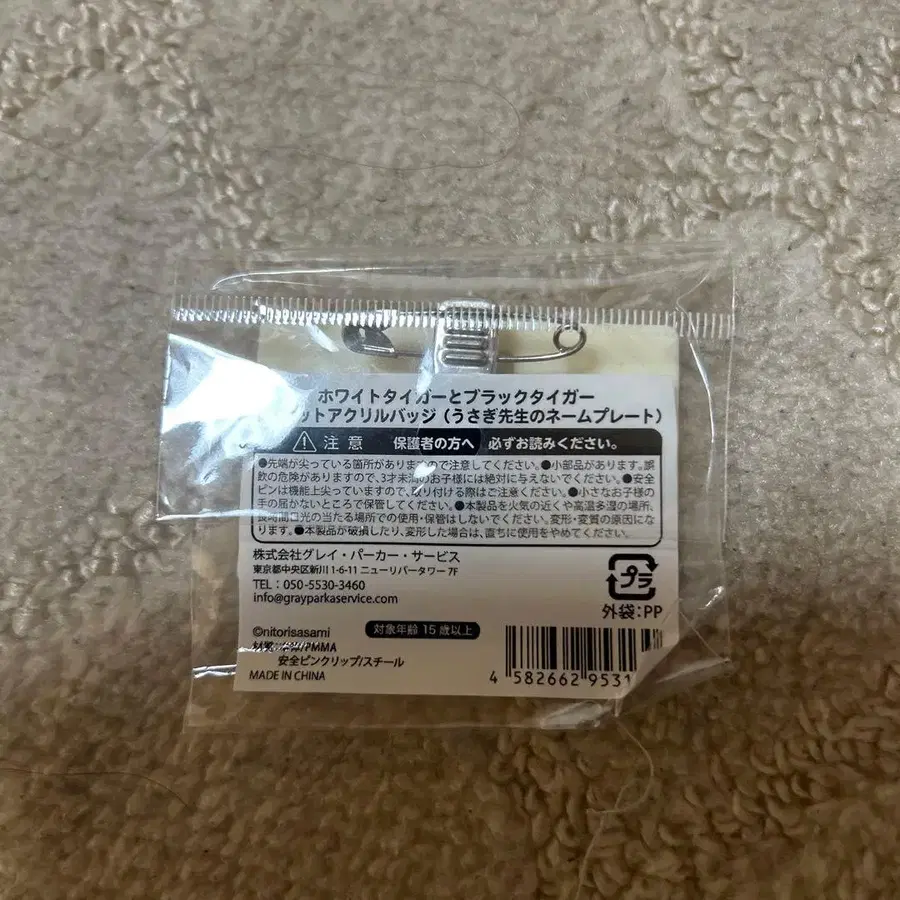 ホワイトタイガーとブラックタイガー
ットアクリルバッジ（うさぎ先生のネームプレート）
注意 保護者の方へ 必ずお読みください。
●先端が尖っている箇所がありますので注意してください。●小部品があります。誤
飲の危険がありますので、3才未満のお子様には絶対に与えないでください。●安全
ピンは機能上尖っていますので、取り付ける際はご注意ください。●小さなお子様の
手の届かないところで保管してください。●本製品を火気の近くや高温多湿の場所、
長時間日光の当たる場所での使用・保管はしないでください。変形・変質の原因にな
ります。●本製品が破損したり、変形した場合は、直ちに使用をやめてください。
株式会社グレイ・パーカー・サービス
東京都中央区新川1-6-11 ニューリバータワー 7F
TEL：050-5530-3460
info@grayparkaservice.com
プラ
外袋：PP
©nitorisasami
対象年齢 15歳以上
/PMMA
安全ピンクリップ/スチール
MADE IN CHINA
4 582662 9531